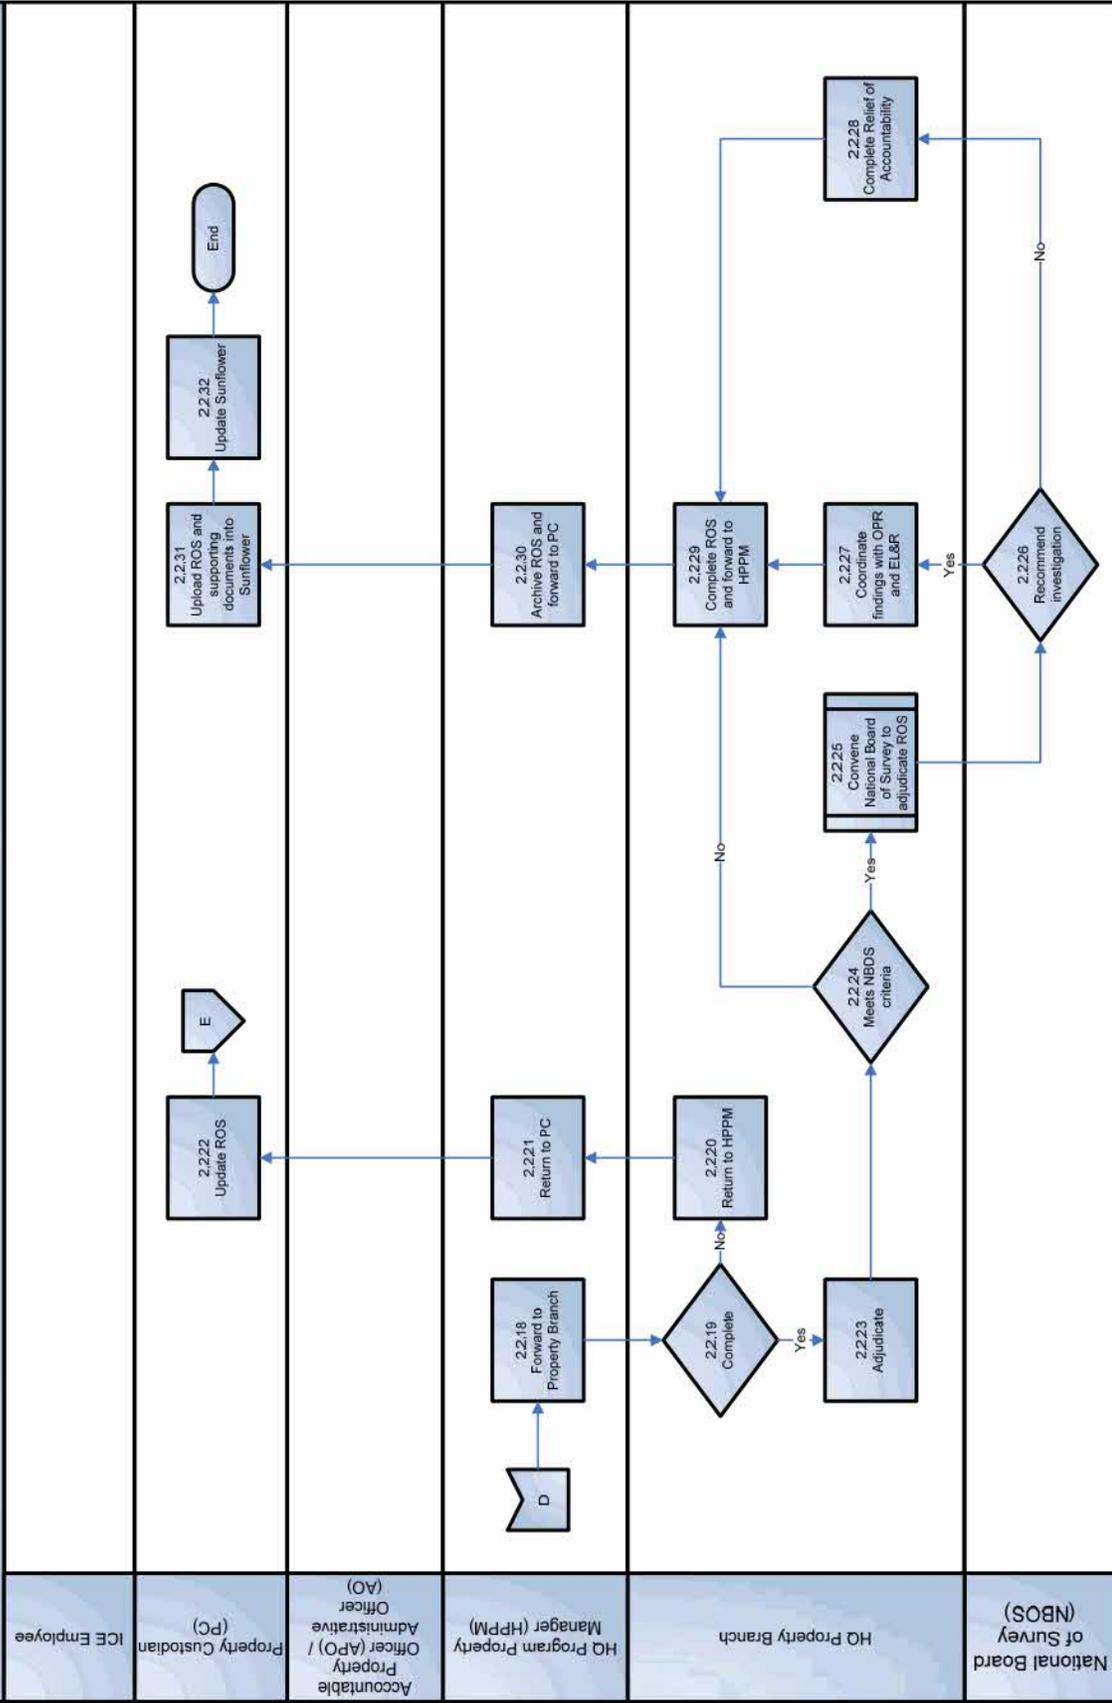 ICE Employee
Property Custodian
(PC)
Accountable
Property
Officer (APO) /
Administrative
Officer
(AO)
HQ Program Property
Manager (HPPM)
HQ Property Branch
National Board
of Survey
(NBOS)
2.2.22
Update ROS
E
2.2.31
Upload ROS and
supporting
documents into
Sunflower
2.2.32
Update Sunflower
End
D
2.2.18
Forward to
Property Branch
2.2.21
Return to PC
2.2.30
Archive ROS and
forward to PC
2.2.19
Complete
No
2.2.20
Return to HPPM
No
2.2.29
Complete ROS
and forward to
HPPM
Yes
2.2.23
Adjudicate
2.2.24
Meets NBDS
criteria
Yes
2.2.25
Convene
National Board
of Survey to
adjudicate ROS
2.2.27
Coordinate
findings with OPR
and EL&R
2.2.28
Complete Relief of
Accountability
Yes
2.2.26
Recommend
investigation
No